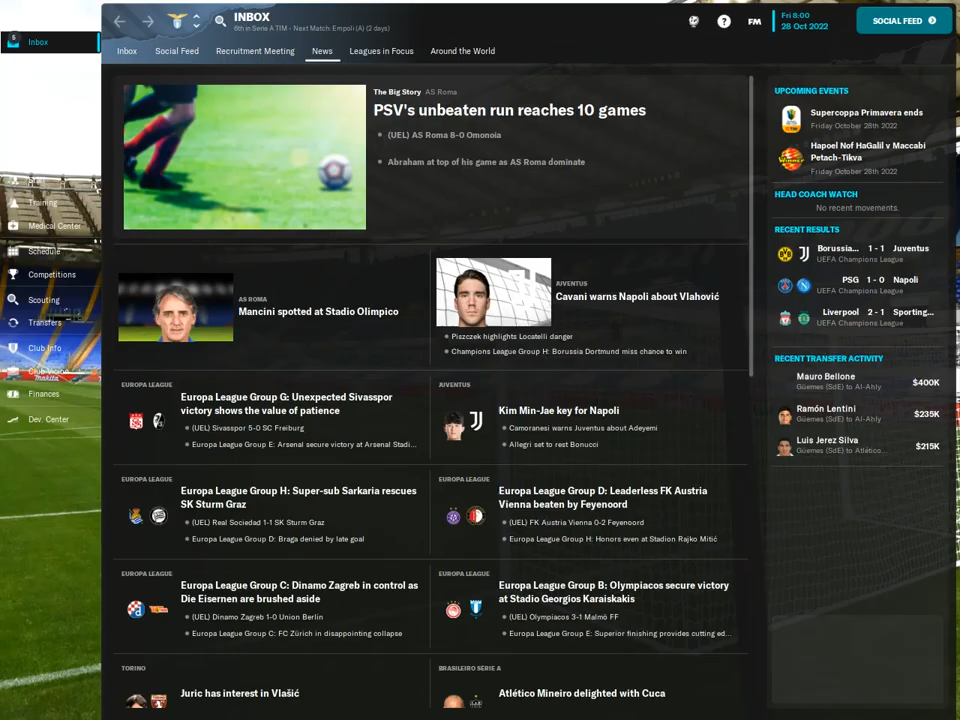 6
Inbox
INBOX
6th in Serie A TIM - Next Match: Empoli (A) (2 days)
?
FM
Fri 8:00
28 Oct 2022
SOCIAL FEED
Inbox
Social Feed
Recruitment Meeting
News
Leagues in Focus
Around the World
Training
Medical Center
Schedule
Competitions
Scouting
Transfers
Club Info
Club Vision
Finances
Dev. Center
The Big Story AS Roma
PSV's unbeaten run reaches 10 games
(UEL) AS Roma 8-0 Omonoia
Abraham at top of his game as AS Roma dominate
AS ROMA
Mancini spotted at Stadio Olimpico
JUVENTUS
Cavani warns Napoli about Vlahović
Piszczek highlights Locatelli danger
Champions League Group H: Borussia Dortmund miss chance to win
EUROPA LEAGUE
Europa League Group G: Unexpected Sivasspor
victory shows the value of patience
(UEL) Sivasspor 5-0 SC Freiburg
Europa League Group E: Arsenal secure victory at Arsenal Stadi...
JUVENTUS
Kim Min-Jae key for Napoli
Camoranesi warns Juventus about Adeyemi
Allegri set to rest Bonucci
EUROPA LEAGUE
Europa League Group H: Super-sub Sarkaria rescues
SK Sturm Graz
(UEL) Real Sociedad 1-1 SK Sturm Graz
Europa League Group D: Braga denied by late goal
EUROPA LEAGUE
Europa League Group D: Leaderless FK Austria
Vienna beaten by Feyenoord
(UEL) FK Austria Vienna 0-2 Feyenoord
Europa League Group H: Honors even at Stadion Rajko Mitić
EUROPA LEAGUE
Europa League Group C: Dinamo Zagreb in control as
Die Eisernen are brushed aside
(UEL) Dinamo Zagreb 1-0 Union Berlin
Europa League Group C: FC Zürich in disappointing collapse
EUROPA LEAGUE
Europa League Group B: Olympiacos secure victory
at Stadio Georgios Karaiskakis
(UEL) Olympiacos 3-1 Malmö FF
Europa League Group E: Superior finishing provides cutting ed...
TORINO
Juric has interest in Vlašić
BRASILEIRO SÉRIE A
Atlético Mineiro delighted with Cuca
UPCOMING EVENTS
Supercoppa Primavera ends
Friday October 28th 2022
Hapoel Nof HaGalil v Maccabi
Petach-Tikva
Friday October 28th 2022
HEAD COACH WATCH
No recent movements.
RECENT RESULTS
Borussia... 1 - 1 Juventus
UEFA Champions League
PSG 1 - 0 Napoli
UEFA Champions League
Liverpool 2 - 1 Sporting...
UEFA Champions League
RECENT TRANSFER ACTIVITY
Mauro Bellone
Güemes (SdE) to Al-Ahly
$400K
Ramón Lentini
Güemes (SdE) to Al-Ahly
$235K
Luis Jerez Silva
Güemes (SdE) to Atlético...
$215K